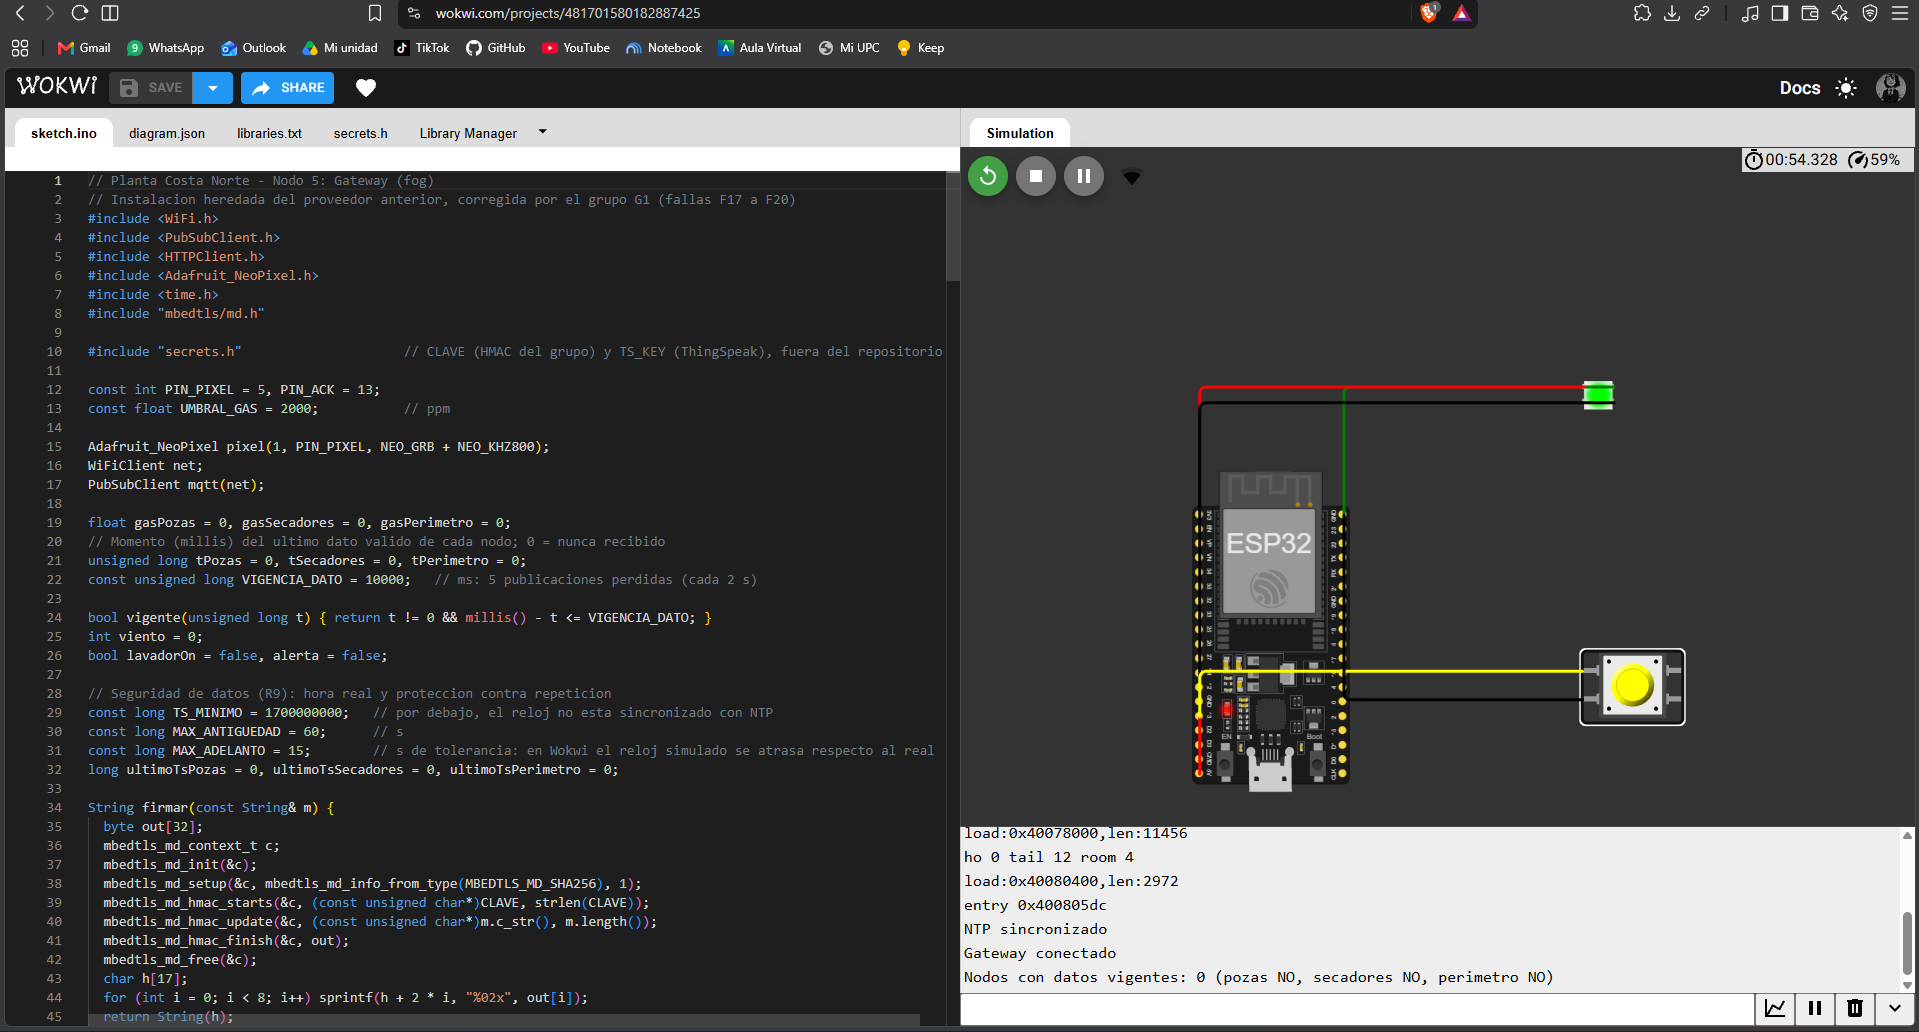 wokwi.com/projects/481701580182887425
1
Gmail
9
WhatsApp
Outlook
Mi unidad
TikTok
GitHub
YouTube
Notebook
Aula Virtual
Mi UPC
Keep
WOKWi
SAVE
SHARE
Docs
sketch.ino
diagram.json
libraries.txt
secrets.h
Library Manager
1 // Planta Costa Norte - Nodo 5: Gateway (fog)
2 // Instalacion heredada del proveedor anterior, corregida por el grupo G1 (fallas F17 a F20)
3 #include <WiFi.h>
4 #include <PubSubClient.h>
5 #include <HTTPClient.h>
6 #include <Adafruit_NeoPixel.h>
7 #include <time.h>
8 #include "mbedtls/md.h"
9
10 #include "secrets.h" // CLAVE (HMAC del grupo) y TS_KEY (ThingSpeak), fuera del repositorio
11
12 const int PIN_PIXEL = 5, PIN_ACK = 13;
13 const float UMBRAL_GAS = 2000; // ppm
14
15 Adafruit_NeoPixel pixel(1, PIN_PIXEL, NEO_GRB + NEO_KHZ800);
16 WiFiClient net;
17 PubSubClient mqtt(net);
18
19 float gasPozas = 0, gasSecadores = 0, gasPerimetro = 0;
20 // Momento (millis) del ultimo dato valido de cada nodo; 0 = nunca recibido
21 unsigned long tPozas = 0, tSecadores = 0, tPerimetro = 0;
22 const unsigned long VIGENCIA_DATO = 10000; // ms: 5 publicaciones perdidas (cada 2 s)
23
24 bool vigente(unsigned long t) { return t != 0 && millis() - t <= VIGENCIA_DATO; }
25 int viento = 0;
26 bool lavadorOn = false, alerta = false;
27
28 // Seguridad de datos (R9): hora real y proteccion contra repeticion
29 const long TS_MINIMO = 1700000000; // por debajo, el reloj no esta sincronizado con NTP
30 const long MAX_ANTIGUEDAD = 60; // s
31 const long MAX_ADELANTO = 15; // s de tolerancia: en Wokwi el reloj simulado se atrasa respecto al real
32 long ultimoTsPozas = 0, ultimoTsSecadores = 0, ultimoTsPerimetro = 0;
33
34 String firmar(const String& m) {
35 byte out[32];
36 mbedtls_md_context_t c;
37 mbedtls_md_init(&c);
38 mbedtls_md_setup(&c, mbedtls_md_info_from_type(MBEDTLS_MD_SHA256), 1);
39 mbedtls_md_hmac_starts(&c, (const unsigned char*)CLAVE, strlen(CLAVE));
40 mbedtls_md_hmac_update(&c, (const unsigned char*)m.c_str(), m.length());
41 mbedtls_md_hmac_finish(&c, out);
42 mbedtls_md_free(&c);
43 char h[17];
44 for (int i = 0; i < 8; i++) sprintf(h + 2 * i, "%02x", out[i]);
45 return String(h);
Simulation
00:54.328 59%
ESP32
EN
Boot
load:0x40078000,len:11456
ho 0 tail 12 room 4
load:0x40080400,len:2972
entry 0x400805dc
NTP sincronizado
Gateway conectado
Nodos con datos vigentes: 0 (pozas NO, secadores NO, perimetro NO)